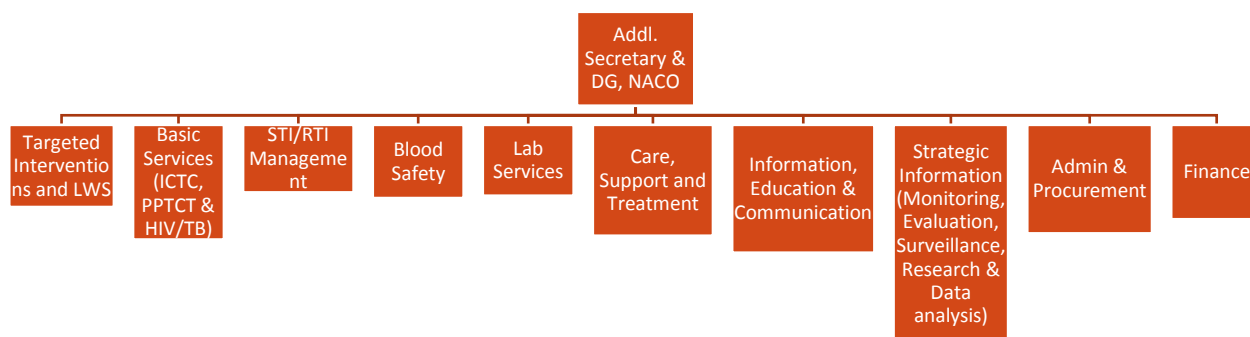 Addl.
Secretary &
DG, NACO
Targeted
Interventio
ns and LWS
Basic
Services
(ICTC,
PPTCT &
HIV/TB)
STI/RTI
Manageme
nt
Blood
Safety
Lab
Services
Care,
Support and
Treatment
Information,
Education &
Communication
Strategic
Information
(Monitoring,
Evaluation,
Surveillance,
Research &
Data
analysis)
Admin &
Procurement
Finance